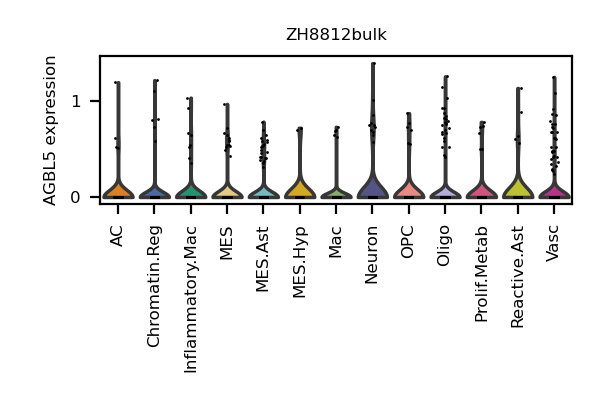 ZH8812bulk
AGBL5 expression
1
0
AC
Chromatin.Reg
Inflammatory.Mac
MES
MES.Ast
MES.Hyp
Mac
Neuron
OPC
Oligo
Prolif.Metab
Reactive.Ast
Vasc